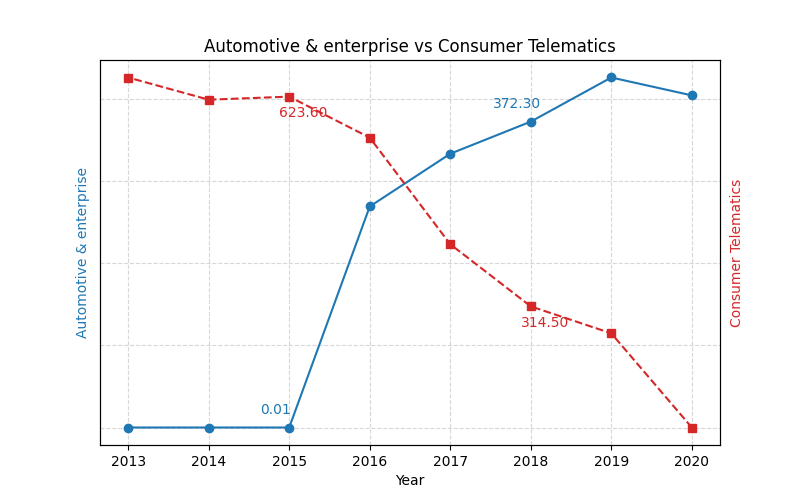 Automotive & enterprise vs Consumer Telematics
372.30
623.60
314.50
0.01
Automotive & enterprise
Consumer Telematics
2013 2014 2015 2016 2017 2018 2019 2020
Year